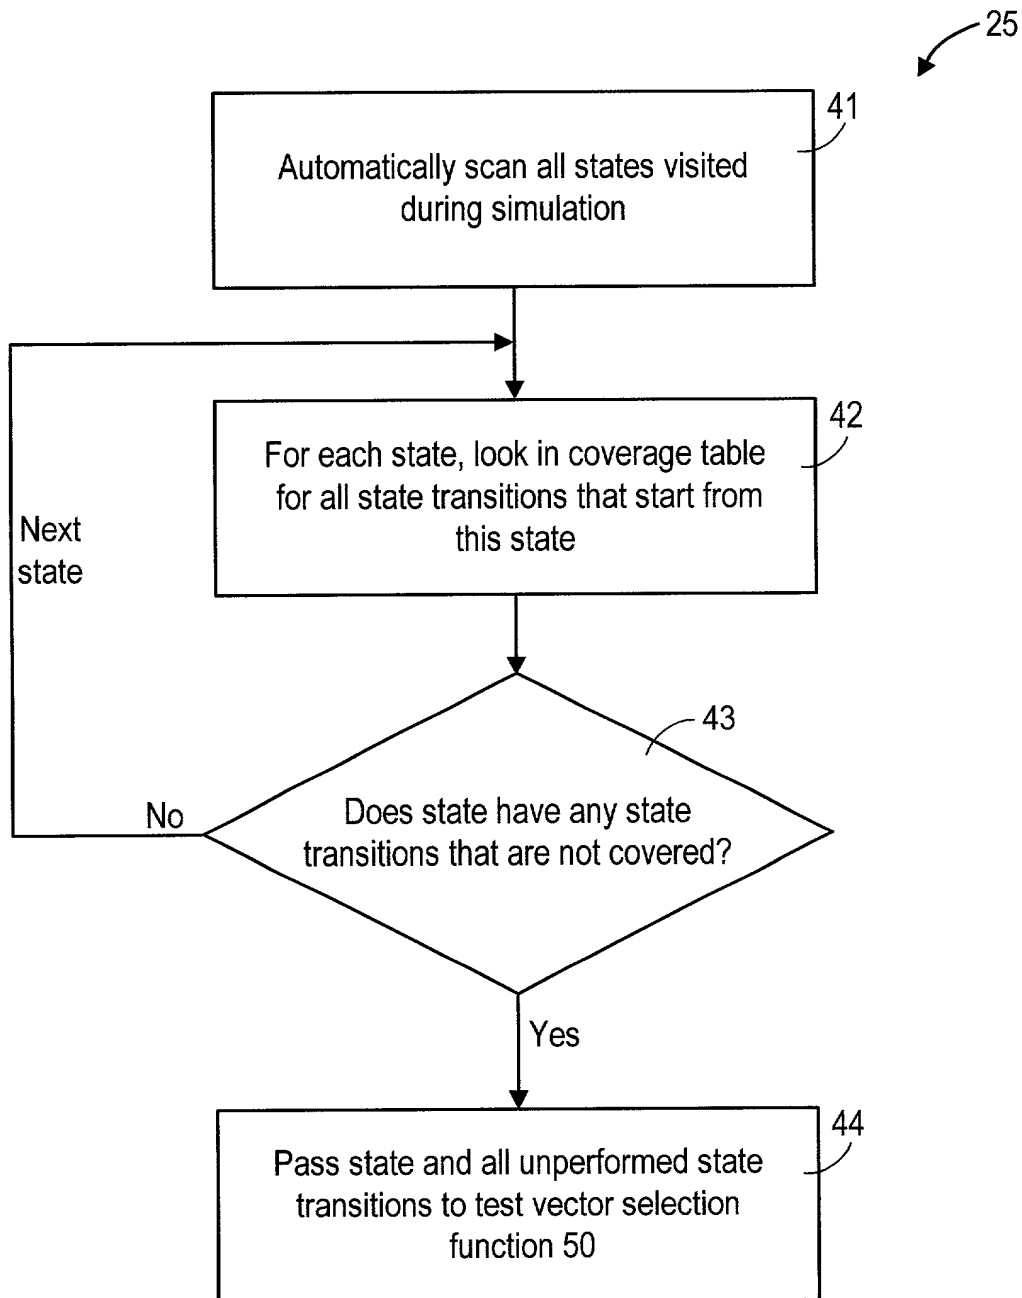 25
41
Automatically scan all states visited
during simulation
42
For each state, look in coverage table
for all state transitions that start from
this state
Next
state
43
Does state have any state
transitions that are not covered?
No
Yes
44
Pass state and all unperformed state
transitions to test vector selection
function 50